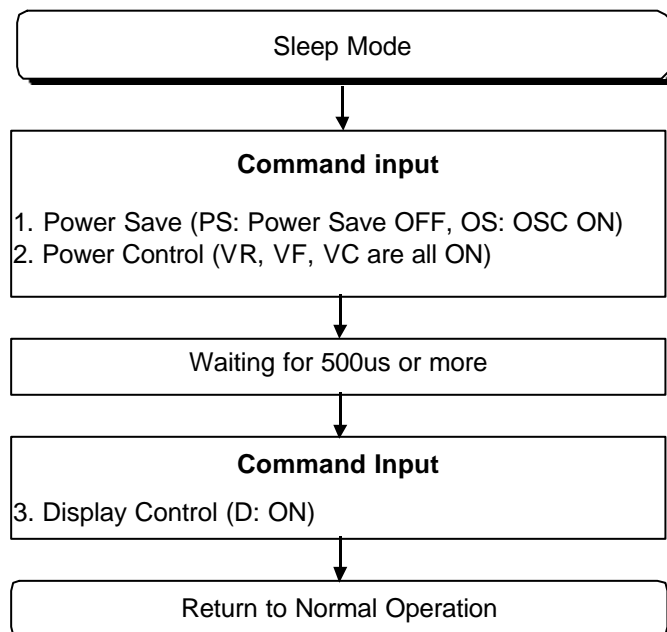 Sleep Mode
Command input
1. Power Save (PS: Power Save OFF, OS: OSC ON)
2. Power Control (VR, VF, VC are all ON)
Waiting for 500us or more
Command Input
3. Display Control (D: ON)
Return to Normal Operation